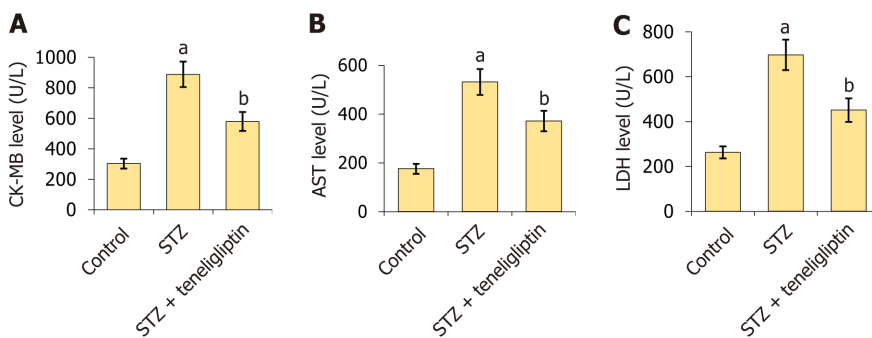 A
CK-MB level (U/L)
1000
800
600
400
200
0
a
b
Control
STZ
STZ + teneligliptin
B
AST level (U/L)
600
400
200
0
a
b
Control
STZ
STZ + teneligliptin
C
LDH level (U/L)
800
600
400
200
0
a
b
Control
STZ
STZ + teneligliptin